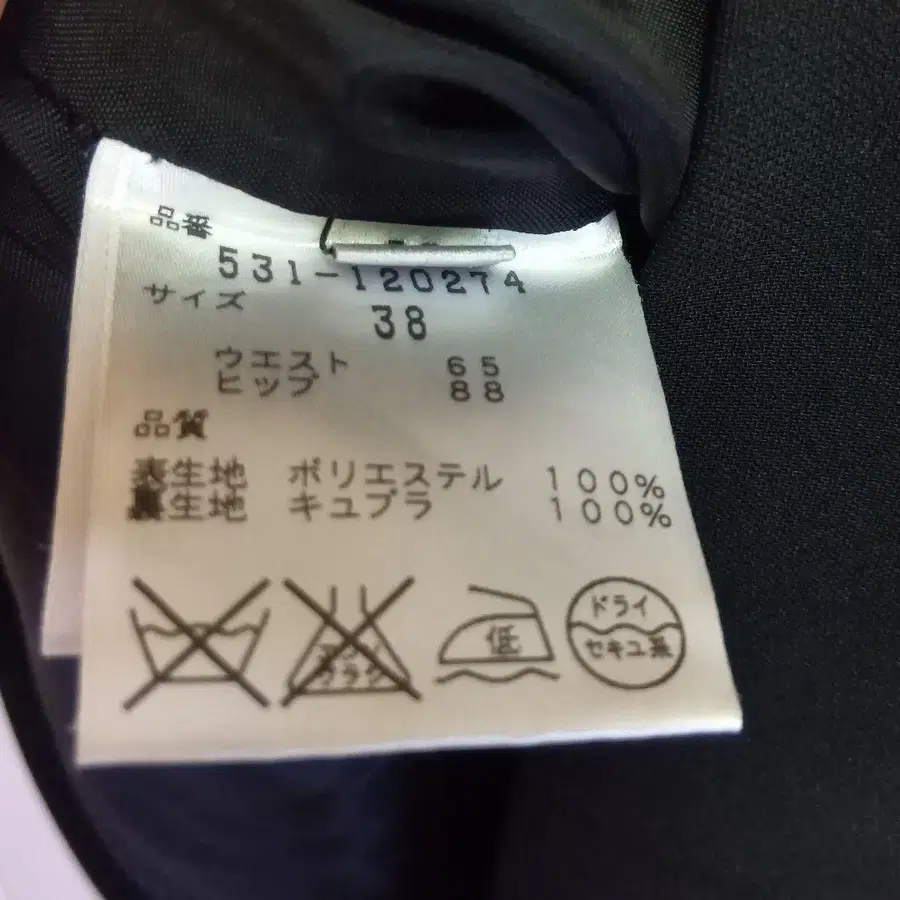 品番
531-120274
サイズ
38
ウエスト 65
ヒップ 88
品質
表生地 ポリエステル 100%
裏生地 キュプラ 100%
低
ドライ
セキユ系